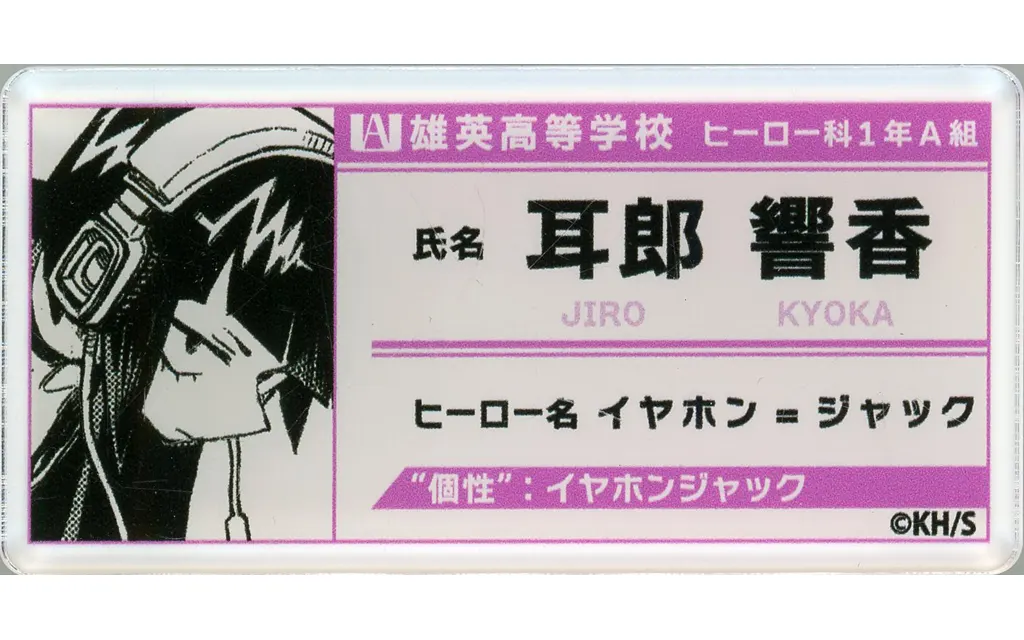 UA 雄英高等学校 ヒーロー科1年A組
氏名 耳郎 響香
JIRO KYOKA
ヒーロー名 イヤホン＝ジャック
“個性”：イヤホンジャック
©KH/S